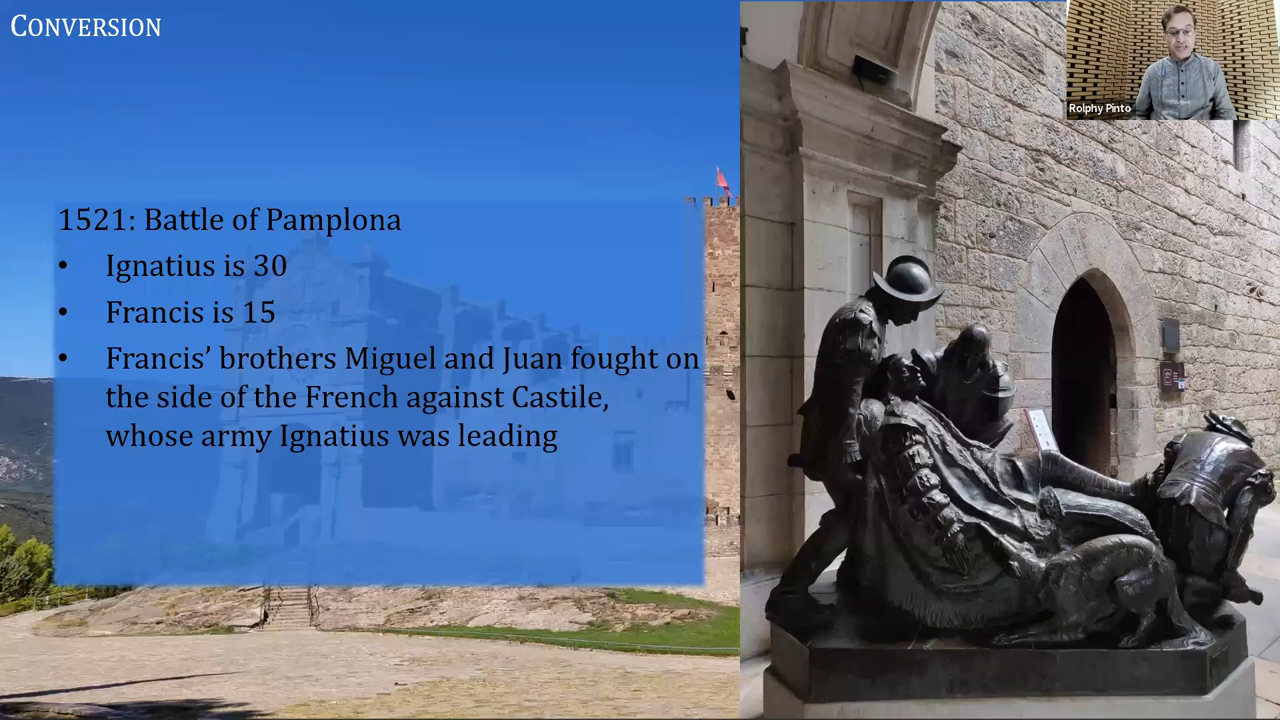 CONVERSION
1521: Battle of Pamplona
• Ignatius is 30
• Francis is 15
• Francis’ brothers Miguel and Juan fought on
the side of the French against Castile,
whose army Ignatius was leading
Rolphy Pinto